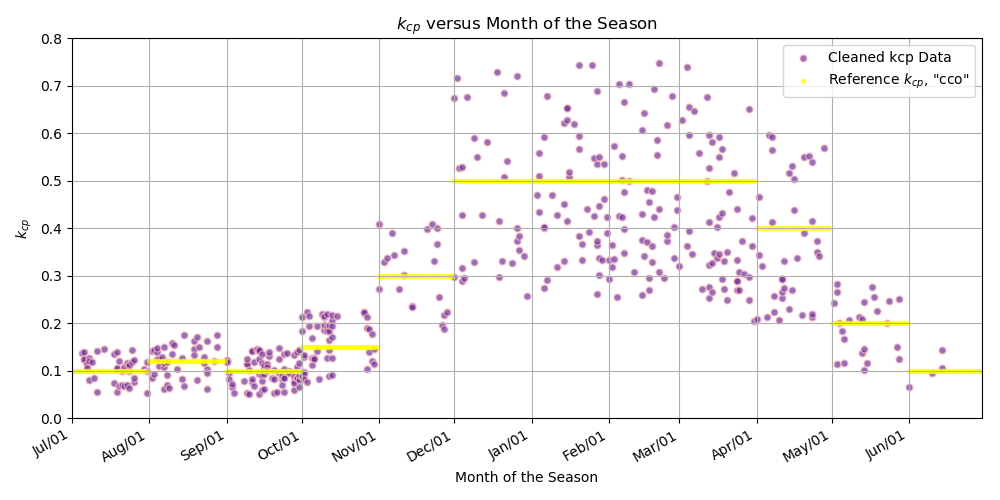 k_cp versus Month of the Season
Cleaned kcp Data
Reference k_cp, "cco"
k_cp
0.8
0.7
0.6
0.5
0.4
0.3
0.2
0.1
0.0
Jul/01
Aug/01
Sep/01
Oct/01
Nov/01
Dec/01
Jan/01
Feb/01
Mar/01
Apr/01
May/01
Jun/01
Month of the Season